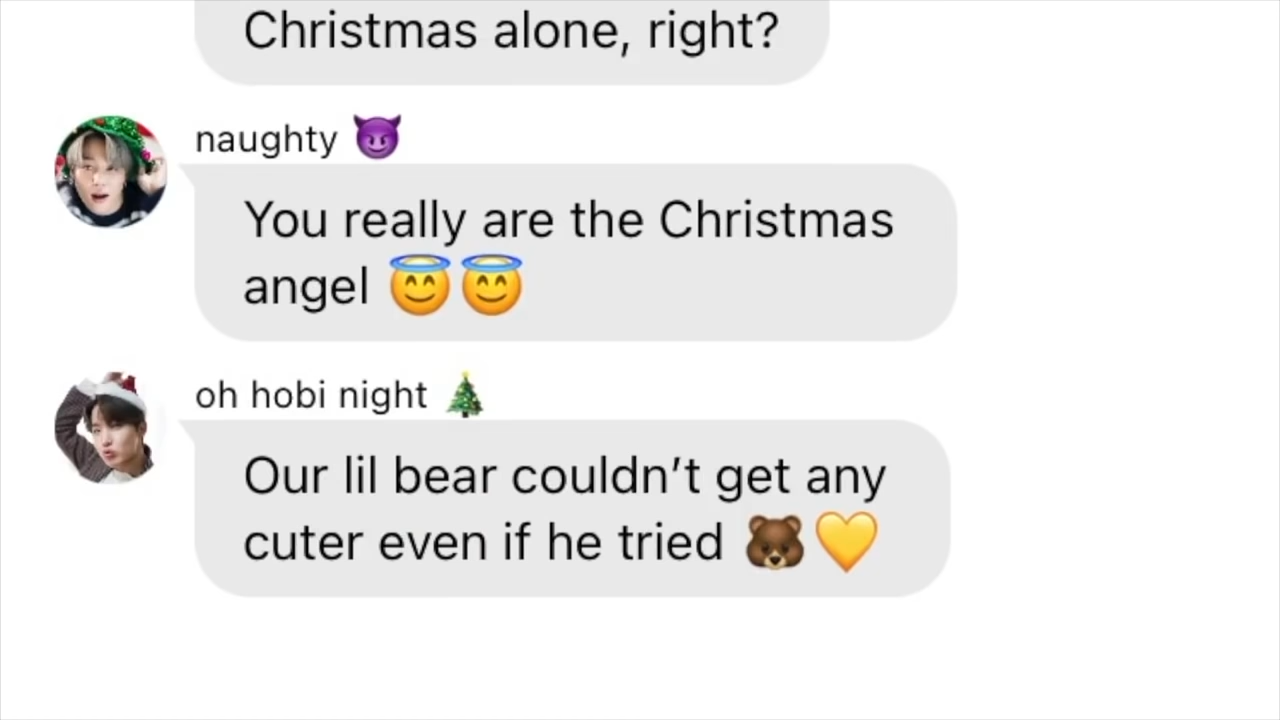 Christmas alone, right?
naughty 😈
You really are the Christmas
angel 😇😇
oh hobi night 🎄
Our lil bear couldn’t get any
cuter even if he tried 🐻💛